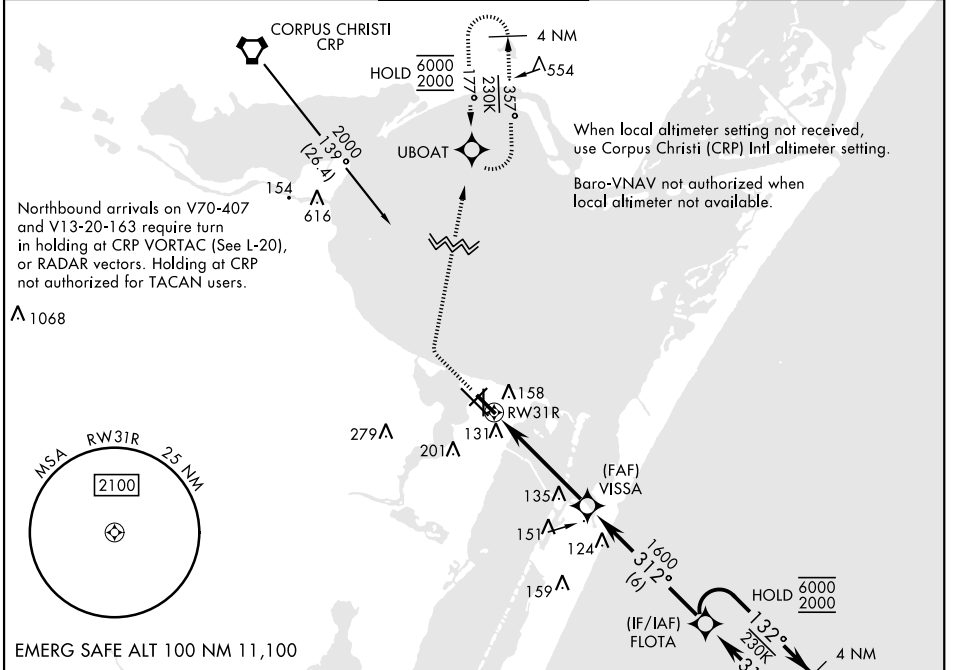 CORPUS CHRISTI
CRP
4 NM
HOLD
6000
2000
554
177°
230K
357°
2000
139°
(26.4)
UBOAT
When local altimeter setting not received,
use Corpus Christi (CRP) Intl altimeter setting.
Baro-VNAV not authorized when
local altimeter not available.
154
616
Northbound arrivals on V70-407
and V13-20-163 require turn
in holding at CRP VORTAC (See L-20),
or RADAR vectors. Holding at CRP
not authorized for TACAN users.
1068
158
RW31R
279
201
131
MSA RW31R 25 NM
2100
(FAF)
VISSA
135
151
124
159
1600
312°
(6)
HOLD
6000
2000
(IF/IAF)
FLOTA
132°
230K
4 NM
EMERG SAFE ALT 100 NM 11,100